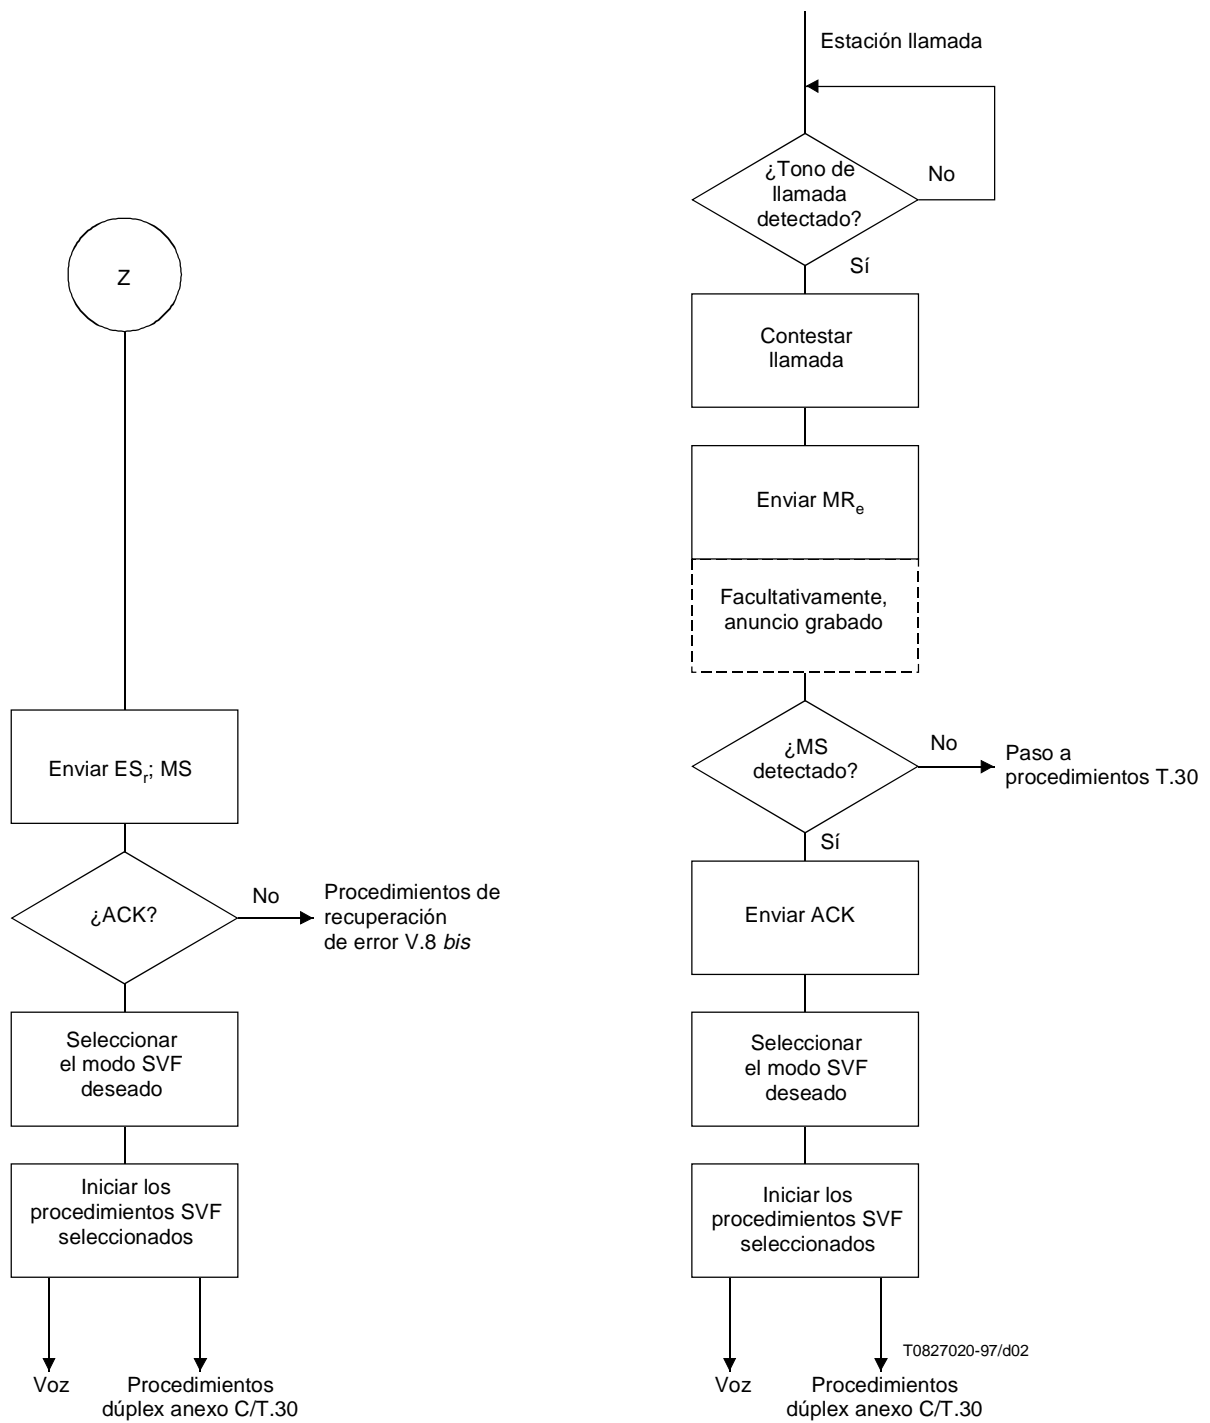 Z
Enviar ESr; MS
¿ACK?
No
Procedimientos de
recuperación
de error V.8 bis
Seleccionar
el modo SVF
deseado
Iniciar los
procedimientos SVF
seleccionados
Voz
Procedimientos
dúplex anexo C/T.30
Estación llamada
¿Tono de
llamada
detectado?
No
Sí
Contestar
llamada
Enviar MRe
Facultativamente,
anuncio grabado
¿MS
detectado?
No
Paso a
procedimientos T.30
Sí
Enviar ACK
Seleccionar
el modo SVF
deseado
Iniciar los
procedimientos SVF
seleccionados
T0827020-97/d02
Voz
Procedimientos
dúplex anexo C/T.30